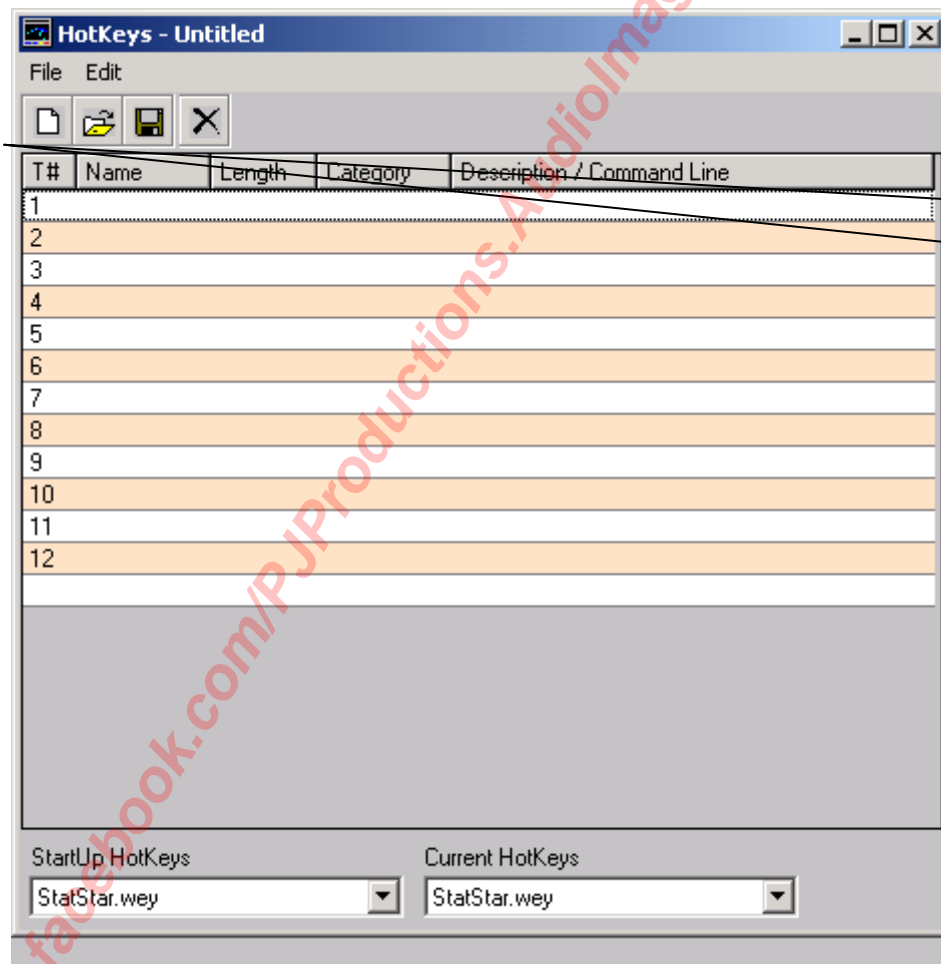 HotKeys - Untitled
File Edit
T# Name Length Category Description / Command Line
1
2
3
4
5
6
7
8
9
10
11
12
StartUp HotKeys Current HotKeys
StatStar.wey StatStar.wey
facebook.com/PJProductions.AudioImag